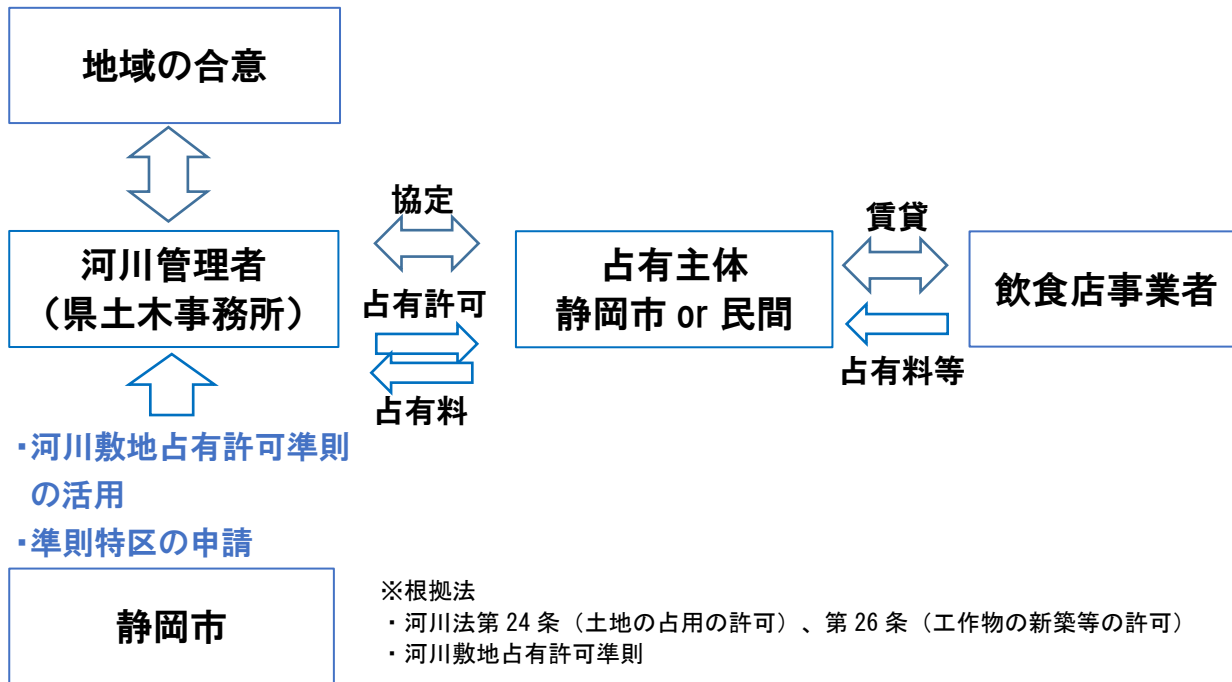 地域の合意
協定
賃貸
河川管理者
（県土木事務所）
占有許可
占有料
占有主体
静岡市 or 民間
占有料等
飲食店事業者
・河川敷地占有許可準則
の活用
・準則特区の申請
静岡市
※根拠法
・河川法第 24 条（土地の占用の許可）、第 26 条（工作物の新築等の許可）
・河川敷地占有許可準則